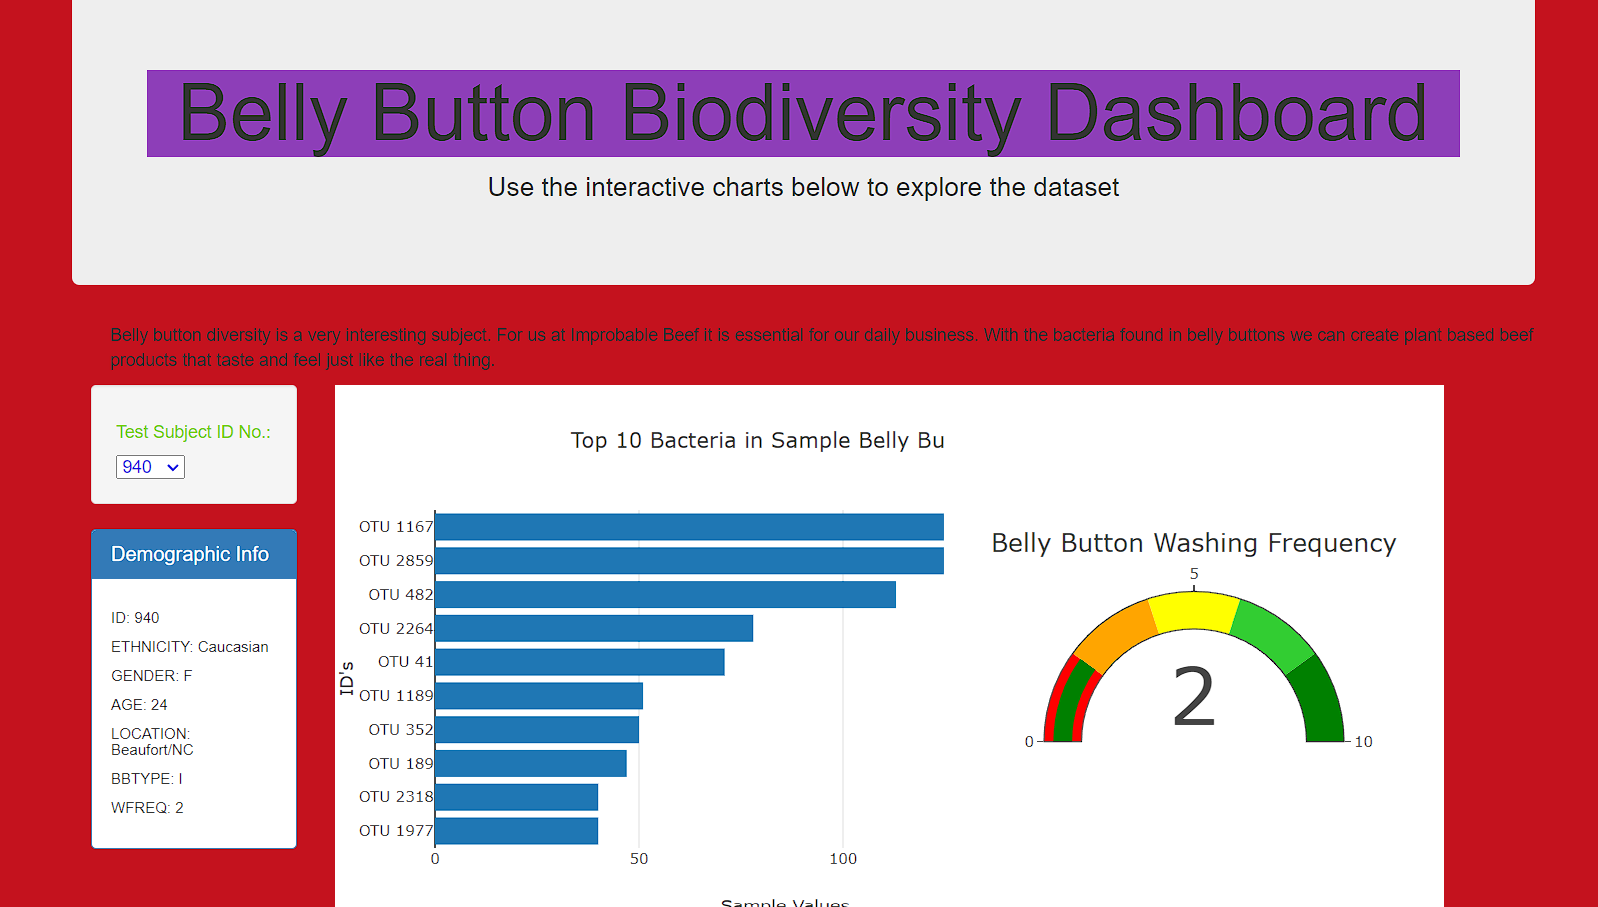 Belly Button Biodiversity Dashboard
Use the interactive charts below to explore the dataset
Belly button diversity is a very interesting subject. For us at Improbable Beef it is essential for our daily business. With the bacteria found in belly buttons we can create plant based beef
products that taste and feel just like the real thing.
Test Subject ID No.:
940
Demographic Info
ID: 940
ETHNICITY: Caucasian
GENDER: F
AGE: 24
LOCATION:
Beaufort/NC
BBTYPE: I
WFREQ: 2
Top 10 Bacteria in Sample Belly Bu
ID's
OTU 1167
OTU 2859
OTU 482
OTU 2264
OTU 41
OTU 1189
OTU 352
OTU 189
OTU 2318
OTU 1977
0 50 100
Sample Values
Belly Button Washing Frequency
5
2
0 10